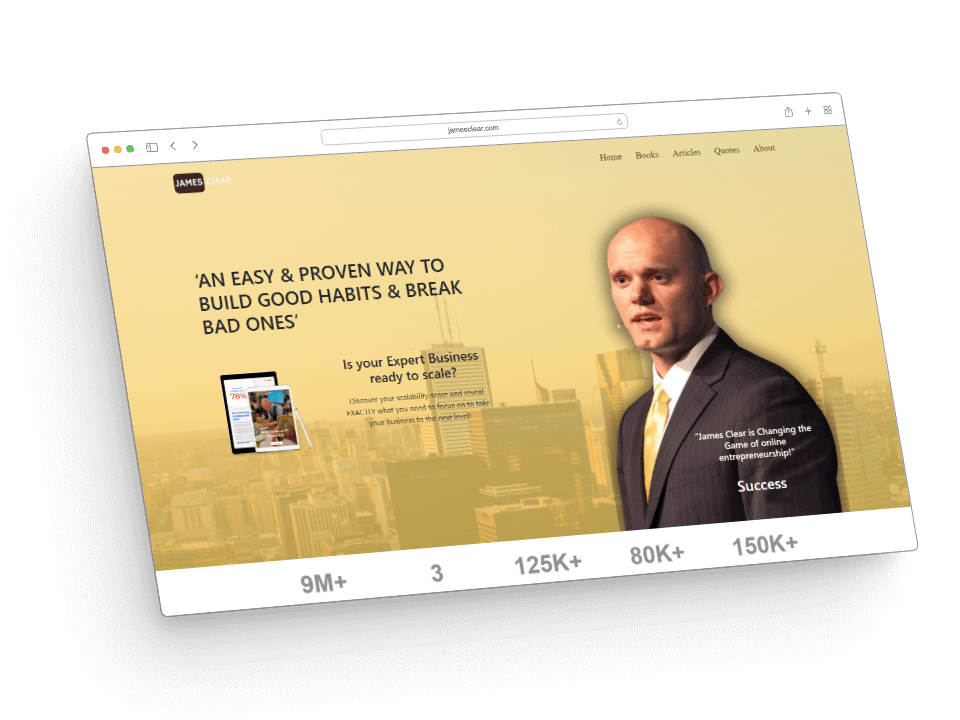 jamesclear.com
Home Books Articles Quotes About
JAMES CLEAR
‘AN EASY & PROVEN WAY TO
BUILD GOOD HABITS & BREAK
BAD ONES’
Is your Expert Business
ready to scale?
Discover your scalability score and reveal
EXACTLY what you need to focus on to take
your business to the next level!
78%
"James Clear is Changing the
Game of online
entrepreneurship!"
Success
9M+ 3 125K+ 80K+ 150K+